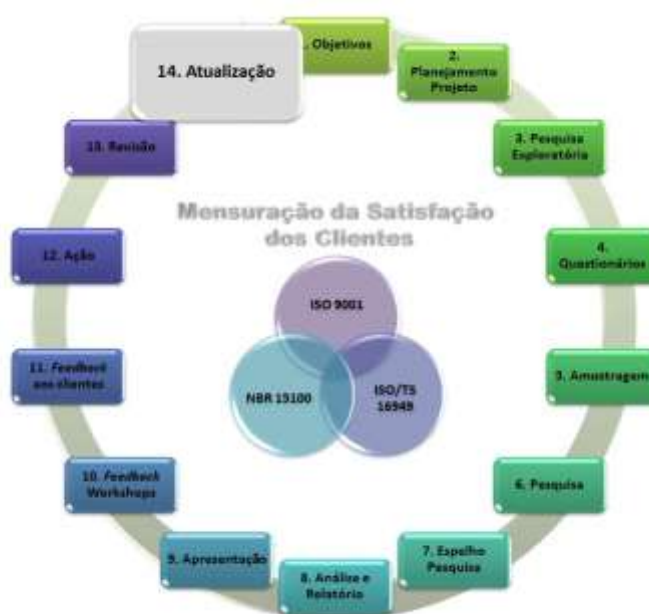 14. Atualização
. Objetivos
2.
Planejamento
Projeto
3. Pesquisa
Exploratória
4.
Questionários
5. Amostragem
6. Pesquisa
7. Espelho
Pesquisa
8. Análise e
Relatório
9. Apresentação
10. Feedback
Workshops
11. Feedback
aos clientes
12. Ação
13. Revisão
Mensuração da Satisfação
dos Clientes
ISO 9001
NBR 15100
ISO/TS
16949